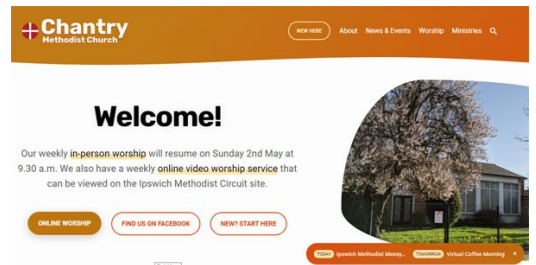 Chantry
Methodist Church
NEW HERE
About
News & Events
Worship
Ministries
Welcome!
Our weekly in-person worship will resume on Sunday 2nd May at
9.30 a.m. We also have a weekly online video worship service that
can be viewed on the Ipswich Methodist Circuit site.
ONLINE WORSHIP
FIND US ON FACEBOOK
NEW? START HERE
TODAY Ipswich Methodist Messy... TOMORROW Virtual Coffee Morning ×